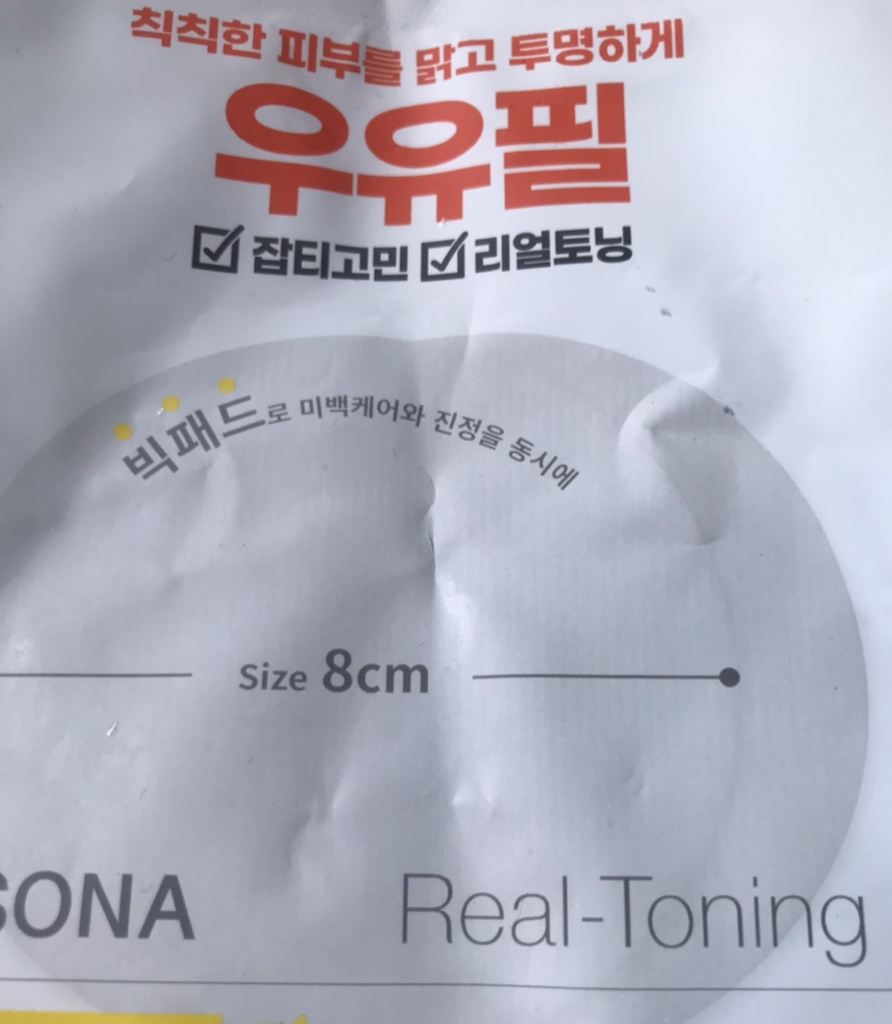 칙칙한 피부를 맑고 투명하게
우유필
잡티고민 리얼토닝
빅패드로 미백케어와 진정을 동시에
Size 8cm
SONA Real-Toning